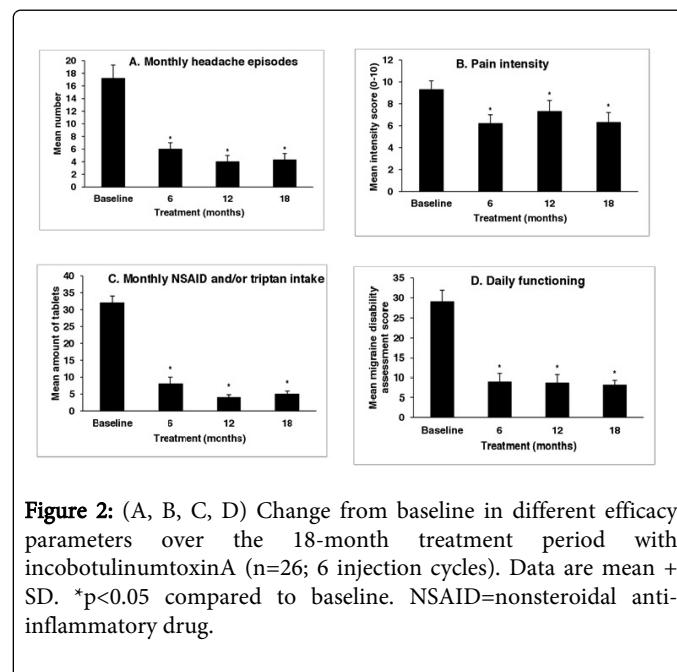 A. Monthly headache episodes
Mean number
20
18
16
14
12
10
8
6
4
2
0
*
*
*
Baseline 6 12 18
Treatment (months)
B. Pain intensity
Mean intensity score (0-10)
12
10
8
6
4
2
0
*
*
*
Baseline 6 12 18
Treatment (months)
C. Monthly NSAID and/or triptan intake
Mean amount of tablets
40
35
30
25
20
15
10
5
0
*
*
*
Baseline 6 12 18
Treatment (months)
D. Daily functioning
Mean migraine disability
assessment score
35
30
25
20
15
10
5
0
*
*
*
Baseline 6 12 18
Treatment (months)
Figure 2: (A, B, C, D) Change from baseline in different efficacy
parameters over the 18-month treatment period with
incobotulinumtoxinA (n=26; 6 injection cycles). Data are mean +
SD. *p<0.05 compared to baseline. NSAID=nonsteroidal anti-
inflammatory drug.